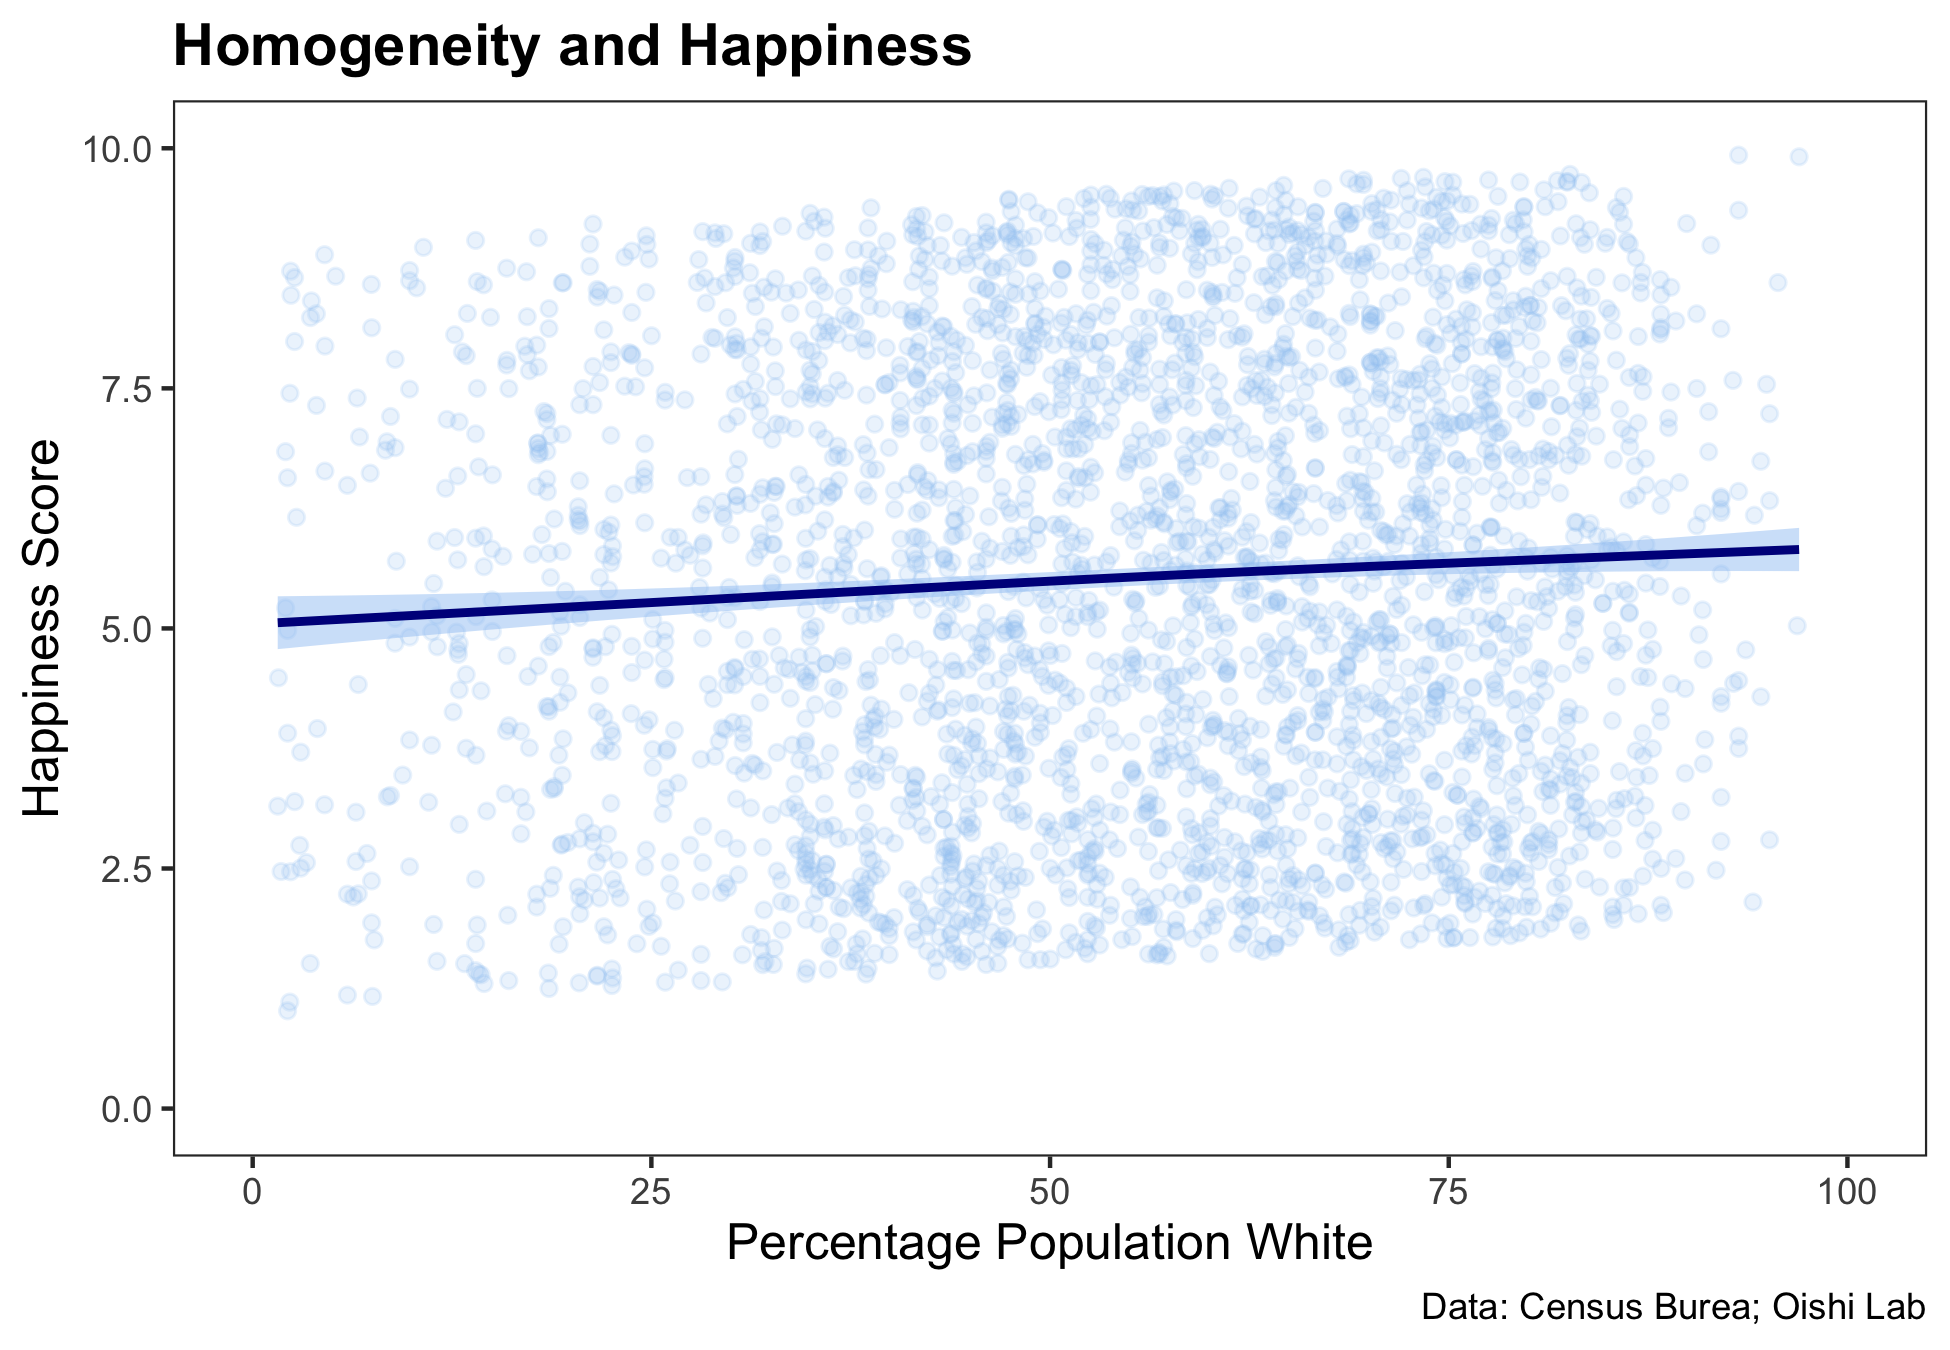 Homogeneity and Happiness
10.0
7.5
5.0
2.5
0.0
Happiness Score
0 25 50 75 100
Percentage Population White
Data: Census Burea; Oishi Lab